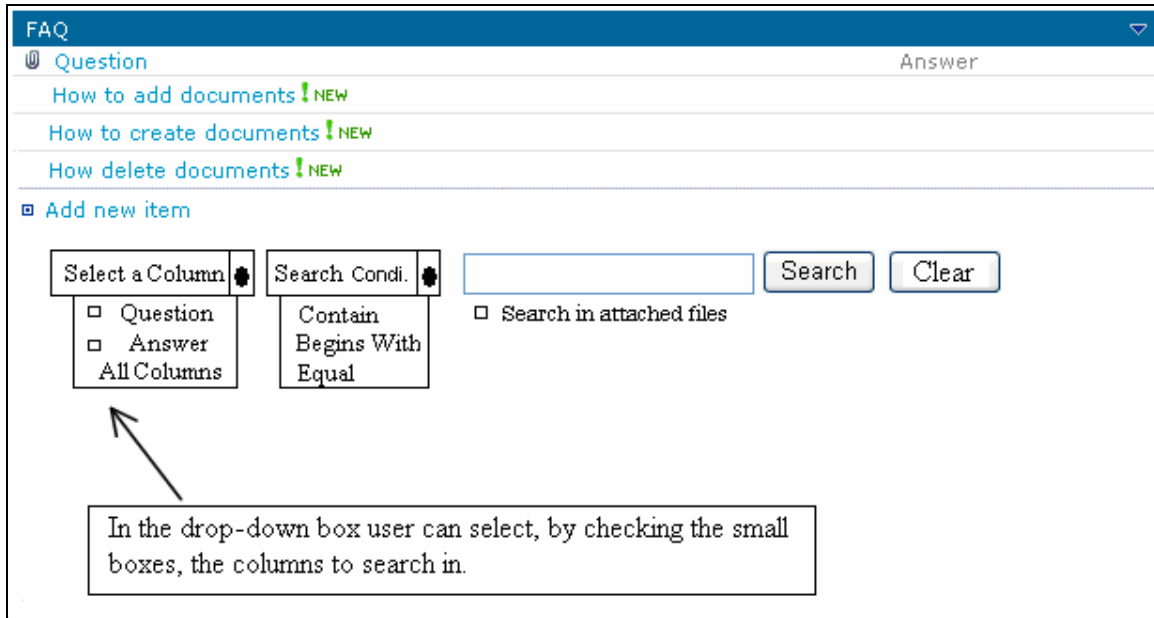 FAQ
Question Answer
How to add documents ! NEW
How to create documents ! NEW
How delete documents ! NEW
Add new item
Select a Column Search Condi. Search Clear
Question Contain Search in attached files
Answer Begins With
All Columns Equal
In the drop-down box user can select, by checking the small
boxes, the columns to search in.